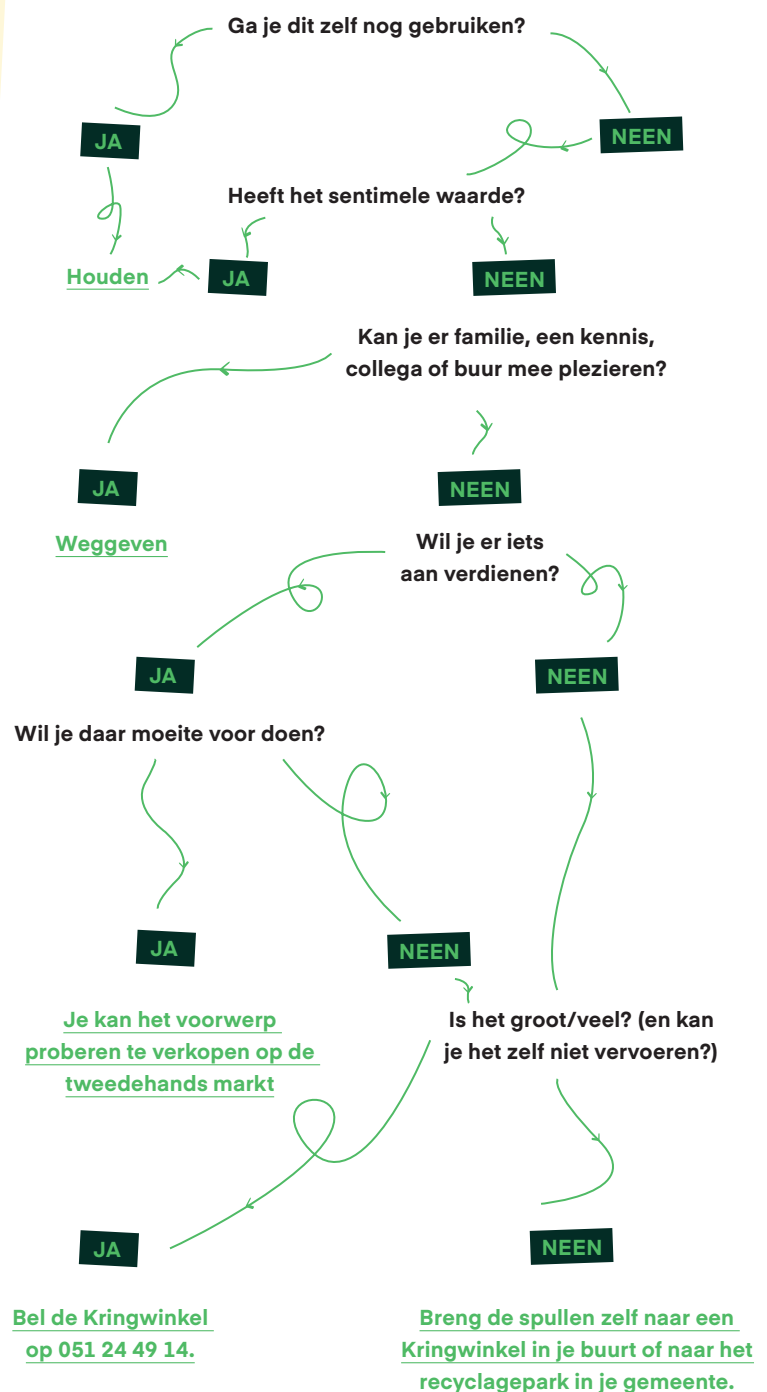 Ga je dit zelf nog gebruiken?
JA
NEEN
Heeft het sentimele waarde?
Houden
JA
NEEN
Kan je er familie, een kennis,
collega of buur mee plezieren?
JA
NEEN
Weggeven
Wil je er iets
aan verdienen?
JA
NEEN
Wil je daar moeite voor doen?
JA
NEEN
Je kan het voorwerp
proberen te verkopen op de
tweedehands markt
Is het groot/veel? (en kan
je het zelf niet vervoeren?)
JA
NEEN
Bel de Kringwinkel
op 051 24 49 14.
Breng de spullen zelf naar een
Kringwinkel in je buurt of naar het
recyclagepark in je gemeente.